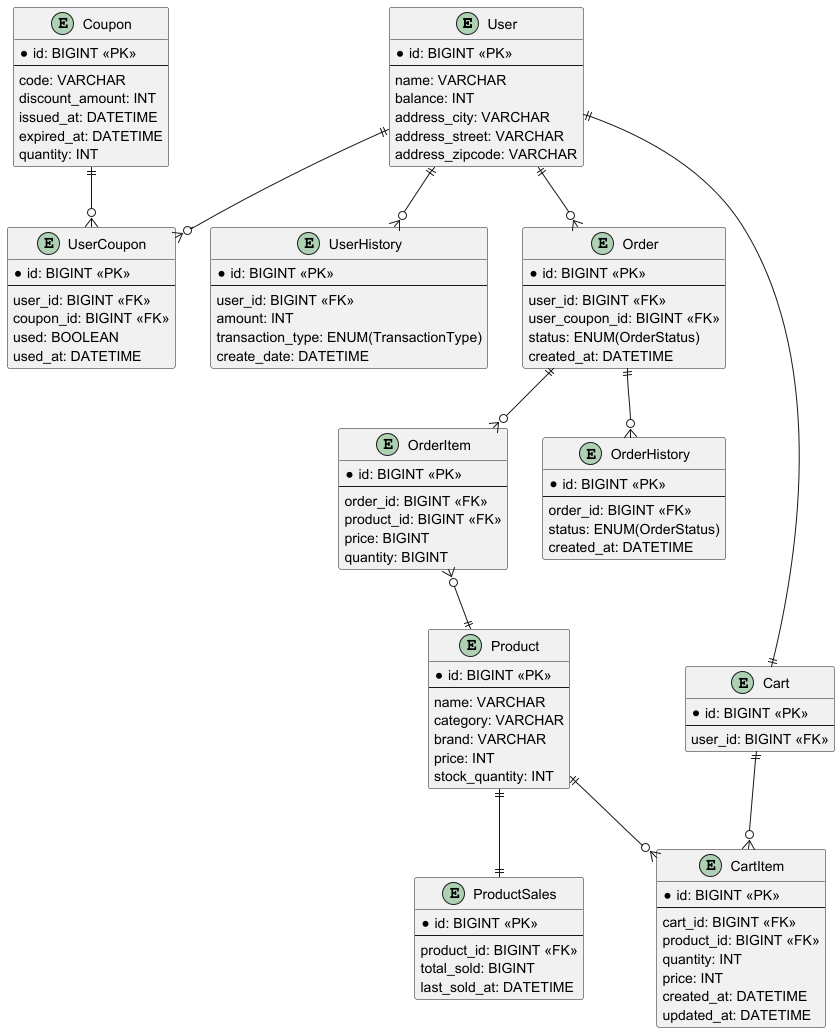 E Coupon
* id: BIGINT «PK»
code: VARCHAR
discount_amount: INT
issued_at: DATETIME
expired_at: DATETIME
quantity: INT
E User
* id: BIGINT «PK»
name: VARCHAR
balance: INT
address_city: VARCHAR
address_street: VARCHAR
address_zipcode: VARCHAR
E UserCoupon
* id: BIGINT «PK»
user_id: BIGINT «FK»
coupon_id: BIGINT «FK»
used: BOOLEAN
used_at: DATETIME
E UserHistory
* id: BIGINT «PK»
user_id: BIGINT «FK»
amount: INT
transaction_type: ENUM(TransactionType)
create_date: DATETIME
E Order
* id: BIGINT «PK»
user_id: BIGINT «FK»
user_coupon_id: BIGINT «FK»
status: ENUM(OrderStatus)
created_at: DATETIME
E OrderItem
* id: BIGINT «PK»
order_id: BIGINT «FK»
product_id: BIGINT «FK»
price: BIGINT
quantity: BIGINT
E OrderHistory
* id: BIGINT «PK»
order_id: BIGINT «FK»
status: ENUM(OrderStatus)
created_at: DATETIME
E Product
* id: BIGINT «PK»
name: VARCHAR
category: VARCHAR
brand: VARCHAR
price: INT
stock_quantity: INT
E Cart
* id: BIGINT «PK»
user_id: BIGINT «FK»
E ProductSales
* id: BIGINT «PK»
product_id: BIGINT «FK»
total_sold: BIGINT
last_sold_at: DATETIME
E CartItem
* id: BIGINT «PK»
cart_id: BIGINT «FK»
product_id: BIGINT «FK»
quantity: INT
price: INT
created_at: DATETIME
updated_at: DATETIME